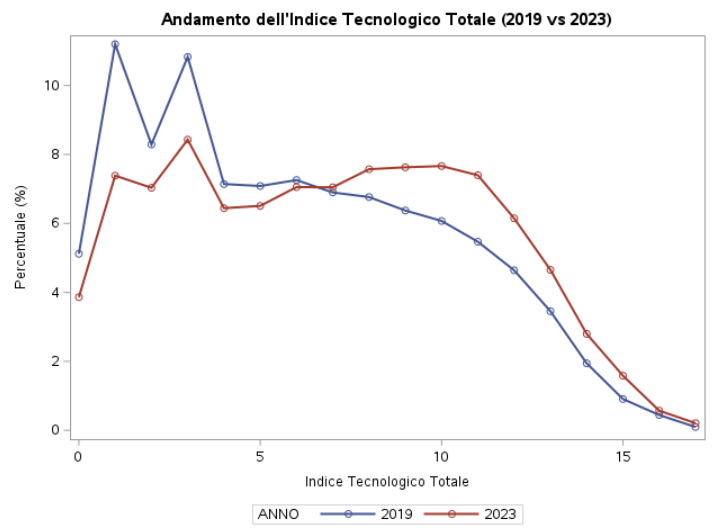 Andamento dell'Indice Tecnologico Totale (2019 vs 2023)
10
8
6
4
2
0
Percentuale (%)
0 5 10 15
Indice Tecnologico Totale
ANNO 2019 2023